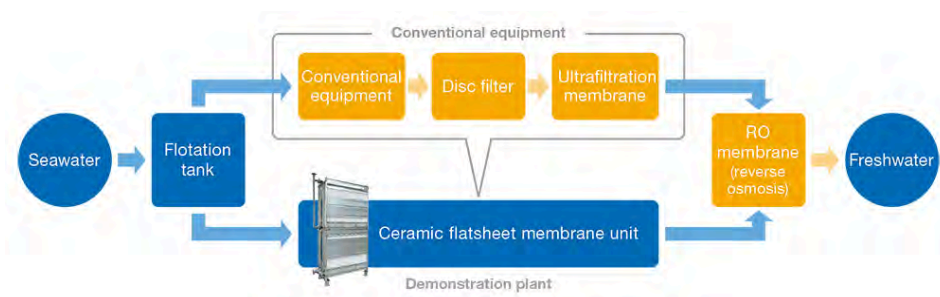 Conventional equipment
Conventional
equipment
Disc filter
Ultrafiltration
membrane
Seawater
Flotation
tank
RO
membrane
(reverse
osmosis)
Freshwater
Ceramic flatsheet membrane unit
Demonstration plant